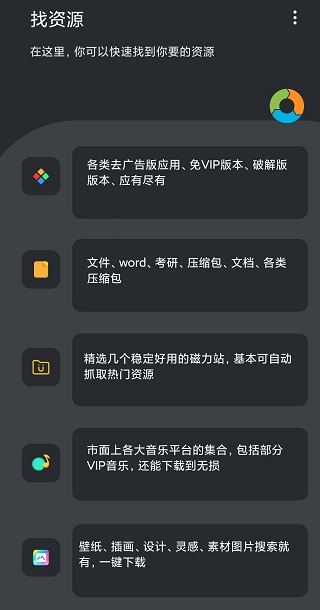 找资源
在这里，你可以快速找到你要的资源
各类去广告版应用、免VIP版本、破解版
版本、应有尽有
文件、word、考研、压缩包、文档、各类
压缩包
精选几个稳定好用的磁力站，基本可自动
抓取热门资源
市面上各大音乐平台的集合，包括部分
VIP音乐，还能下载到无损
壁纸、插画、设计、灵感、素材图片搜索就
有，一键下载